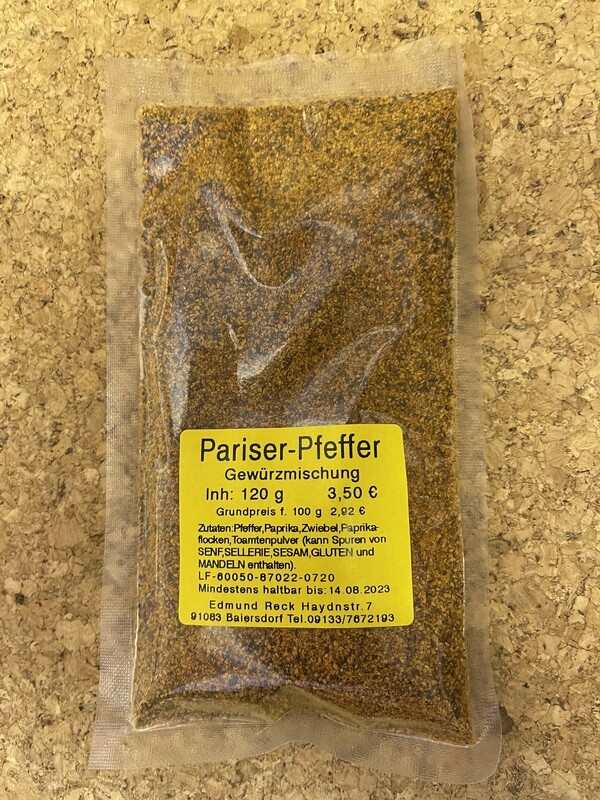 Pariser-Pfeffer
Gewürzmischung
Inh: 120 g 3,50 €
Grundpreis f. 100 g 2,92 €
Zutaten:Pfeffer,Paprika,Zwiebel,Paprika-
flocken,Toamtenpulver (kann Spuren von
SENF,SELLERIE,SESAM,GLUTEN und
MANDELN enthalten).
LF-60050-87022-0720
Mindestens haltbar bis:14.08.2023
Edmund Reck Haydnstr.7
91083 Baiersdorf Tel.09133/7672193